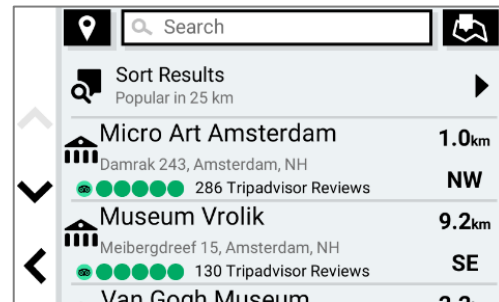 Search
Sort Results
Popular in 25 km
Micro Art Amsterdam
1.0km
Damrak 243, Amsterdam, NH
NW
286 Tripadvisor Reviews
Museum Vrolik
9.2km
Meibergdreef 15, Amsterdam, NH
SE
130 Tripadvisor Reviews
Van Gogh Museum